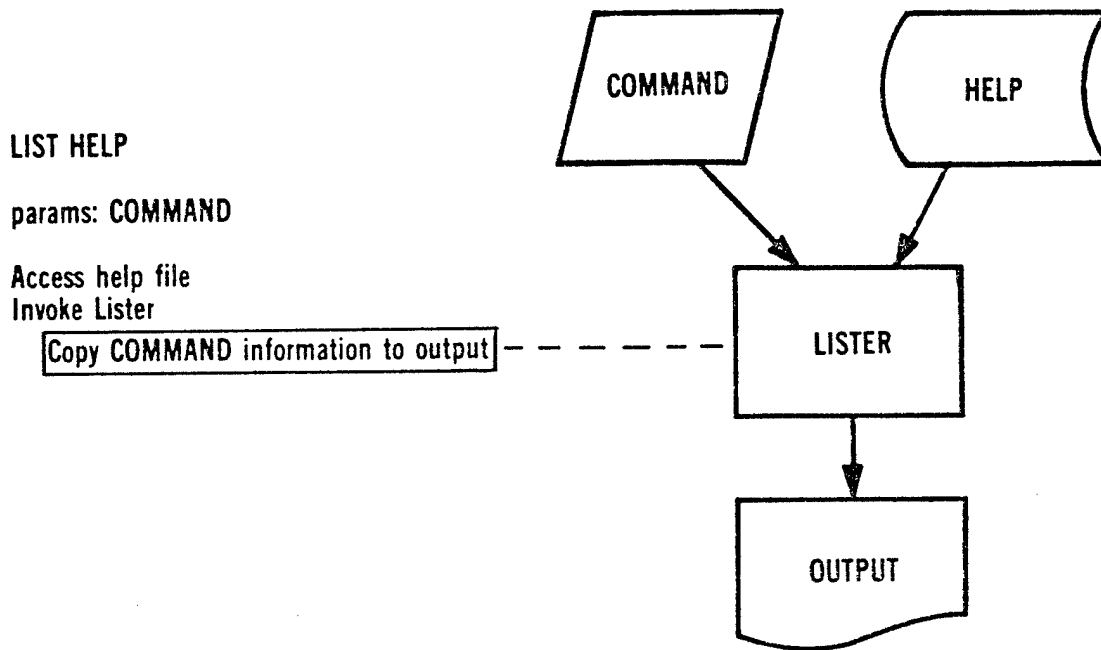 COMMAND
HELP
LIST HELP
params: COMMAND
Access help file
Invoke Lister
Copy COMMAND information to output
LISTER
OUTPUT